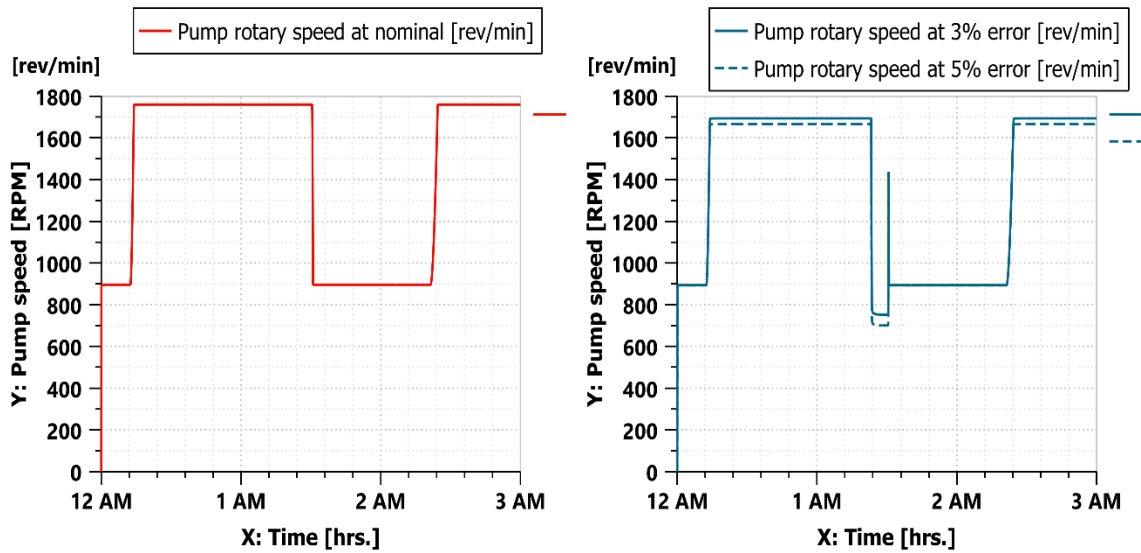 Pump rotary speed at nominal [rev/min]
[rev/min]
Y: Pump speed [RPM]
1800
1600
1400
1200
1000
800
600
400
200
0
12 AM 1 AM 2 AM 3 AM
X: Time [hrs.]
Pump rotary speed at 3% error [rev/min]
Pump rotary speed at 5% error [rev/min]
[rev/min]
Y: Pump speed [RPM]
1800
1600
1400
1200
1000
800
600
400
200
0
12 AM 1 AM 2 AM 3 AM
X: Time [hrs.]